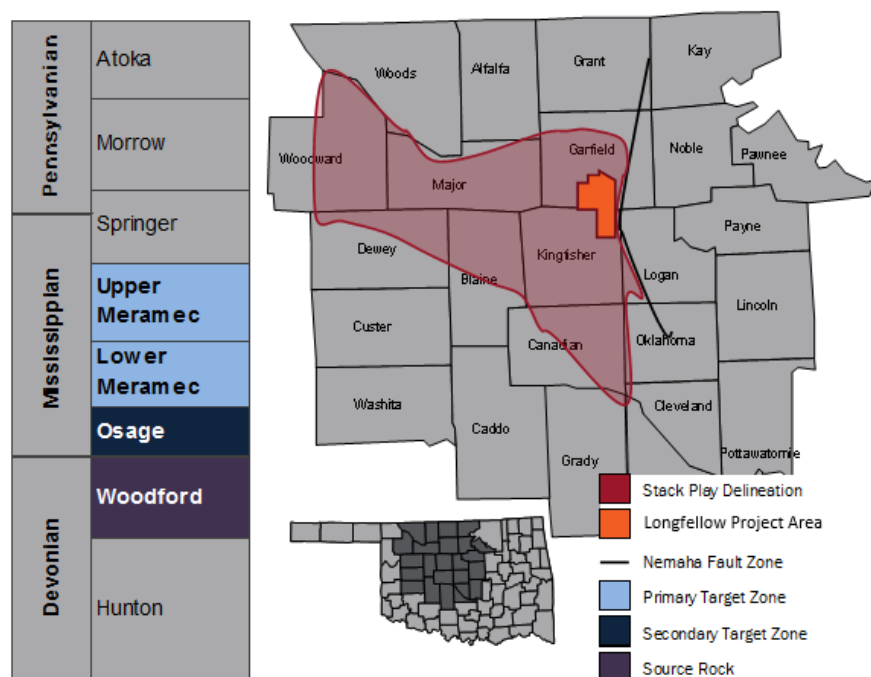 Pennsylvanian
Atoka
Morrow
Springer
Mississippian
Upper
Meramec
Lower
Meramec
Osage
Devonian
Woodford
Hunton
Woods
Alfalfa
Grant
Kay
Woodward
Major
Garfield
Noble
Pawnee
Dewey
Blaine
Kingfisher
Logan
Payne
Custer
Canadian
Oklahoma
Lincoln
Washita
Caddo
Grady
Cleveland
Pottawatomie
Stack Play Delineation
Longfellow Project Area
Nemaha Fault Zone
Primary Target Zone
Secondary Target Zone
Source Rock